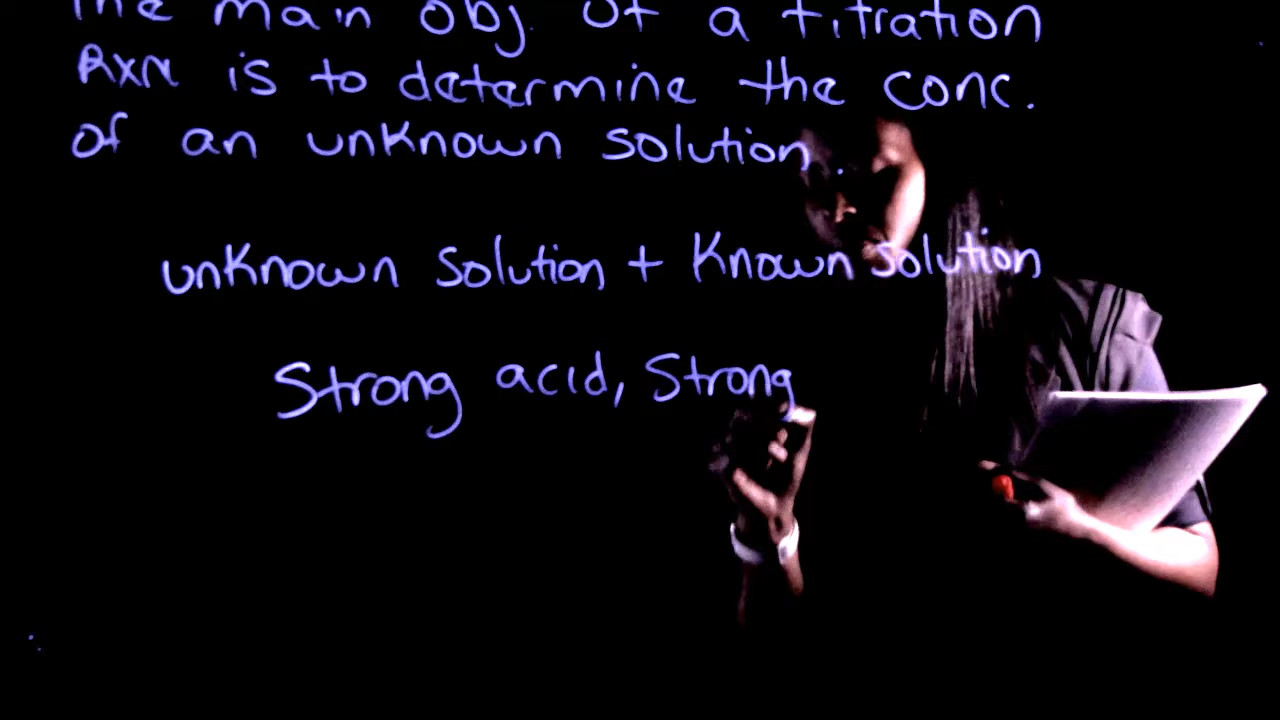 The main obj. of a titration
Rxn is to determine the conc.
of an unknown solution.
unknown solution + Known solution
Strong acid, Strong